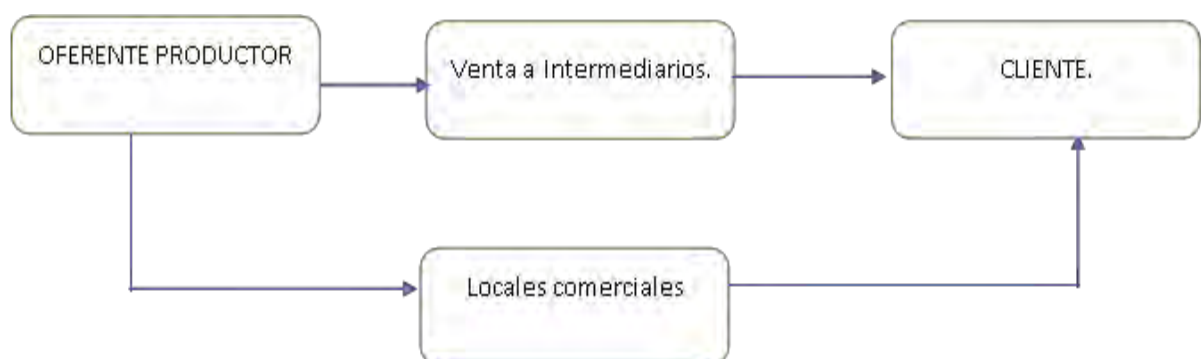 OFERENTE PRODUCTOR
Venta a Intermediarios.
CLIENTE.
Locales comerciales